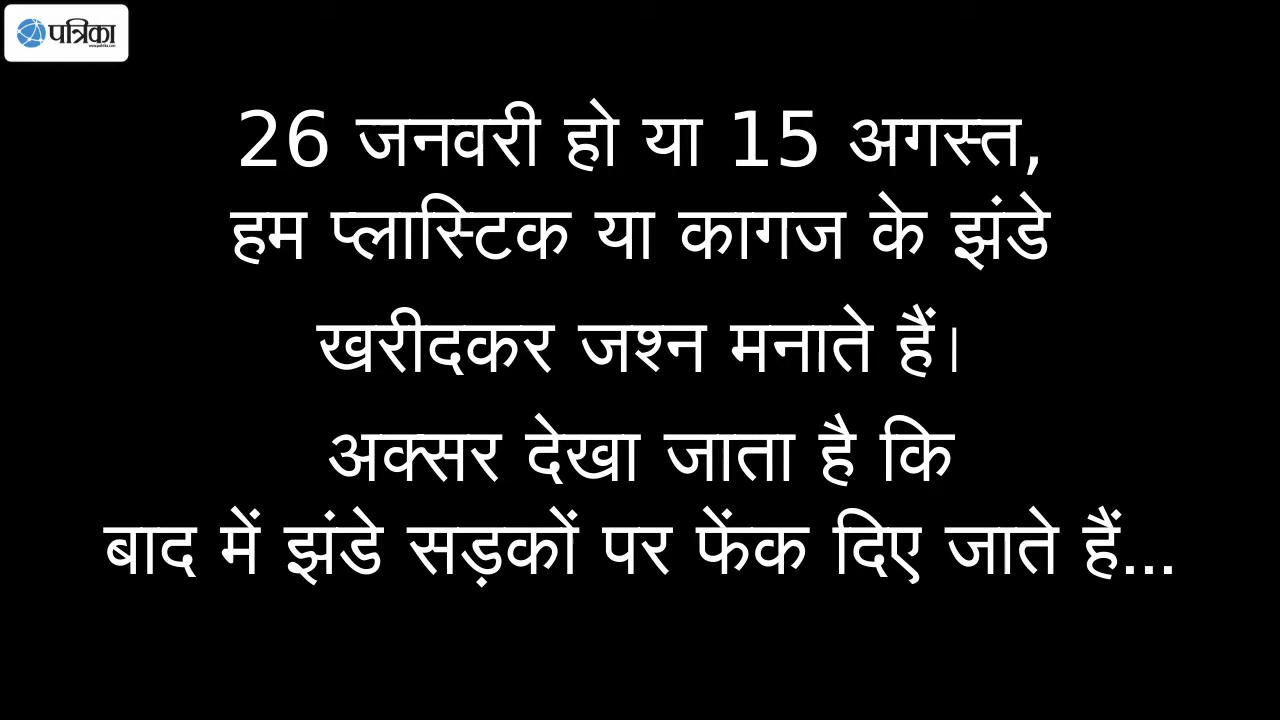 पत्रिका
26 जनवरी हो या 15 अगस्त,
हम प्लास्टिक या कागज के झंडे
खरीदकर जश्न मनाते हैं।
अक्सर देखा जाता है कि
बाद में झंडे सड़कों पर फेंक दिए जाते हैं...